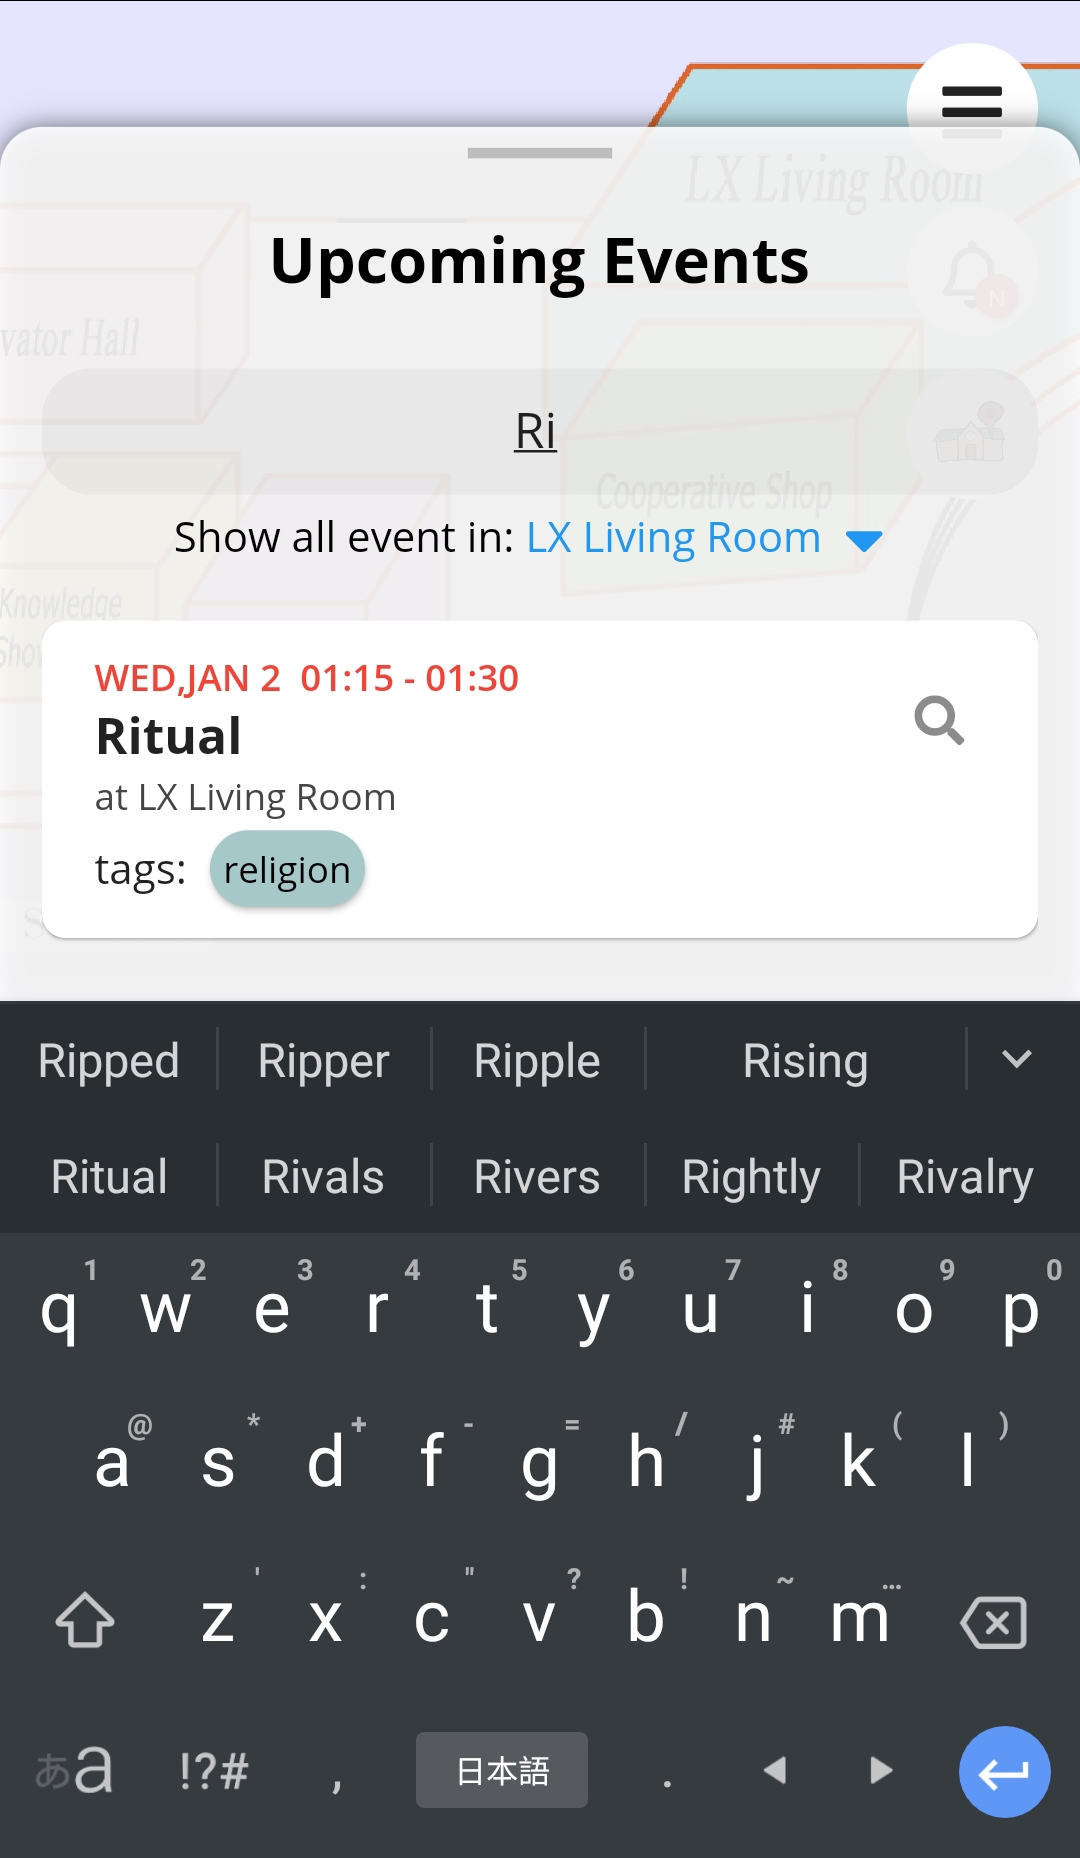 LX Living Room
Upcoming Events
N
vator Hall
Ri
Cooperative Shop
Show all event in: LX Living Room
Knowledge
Show
WED,JAN 2 01:15 - 01:30
Ritual
at LX Living Room
tags: religion
S
Ripped Ripper Ripple Rising
Ritual Rivals Rivers Rightly Rivalry
1 2 3 4 5 6 7 8 9 0
q w e r t y u i o p
@ * + - = / # ( )
a s d f g h j k l
' : " ? ! ~ …
z x c v b n m
あa !?# , 日本語 .